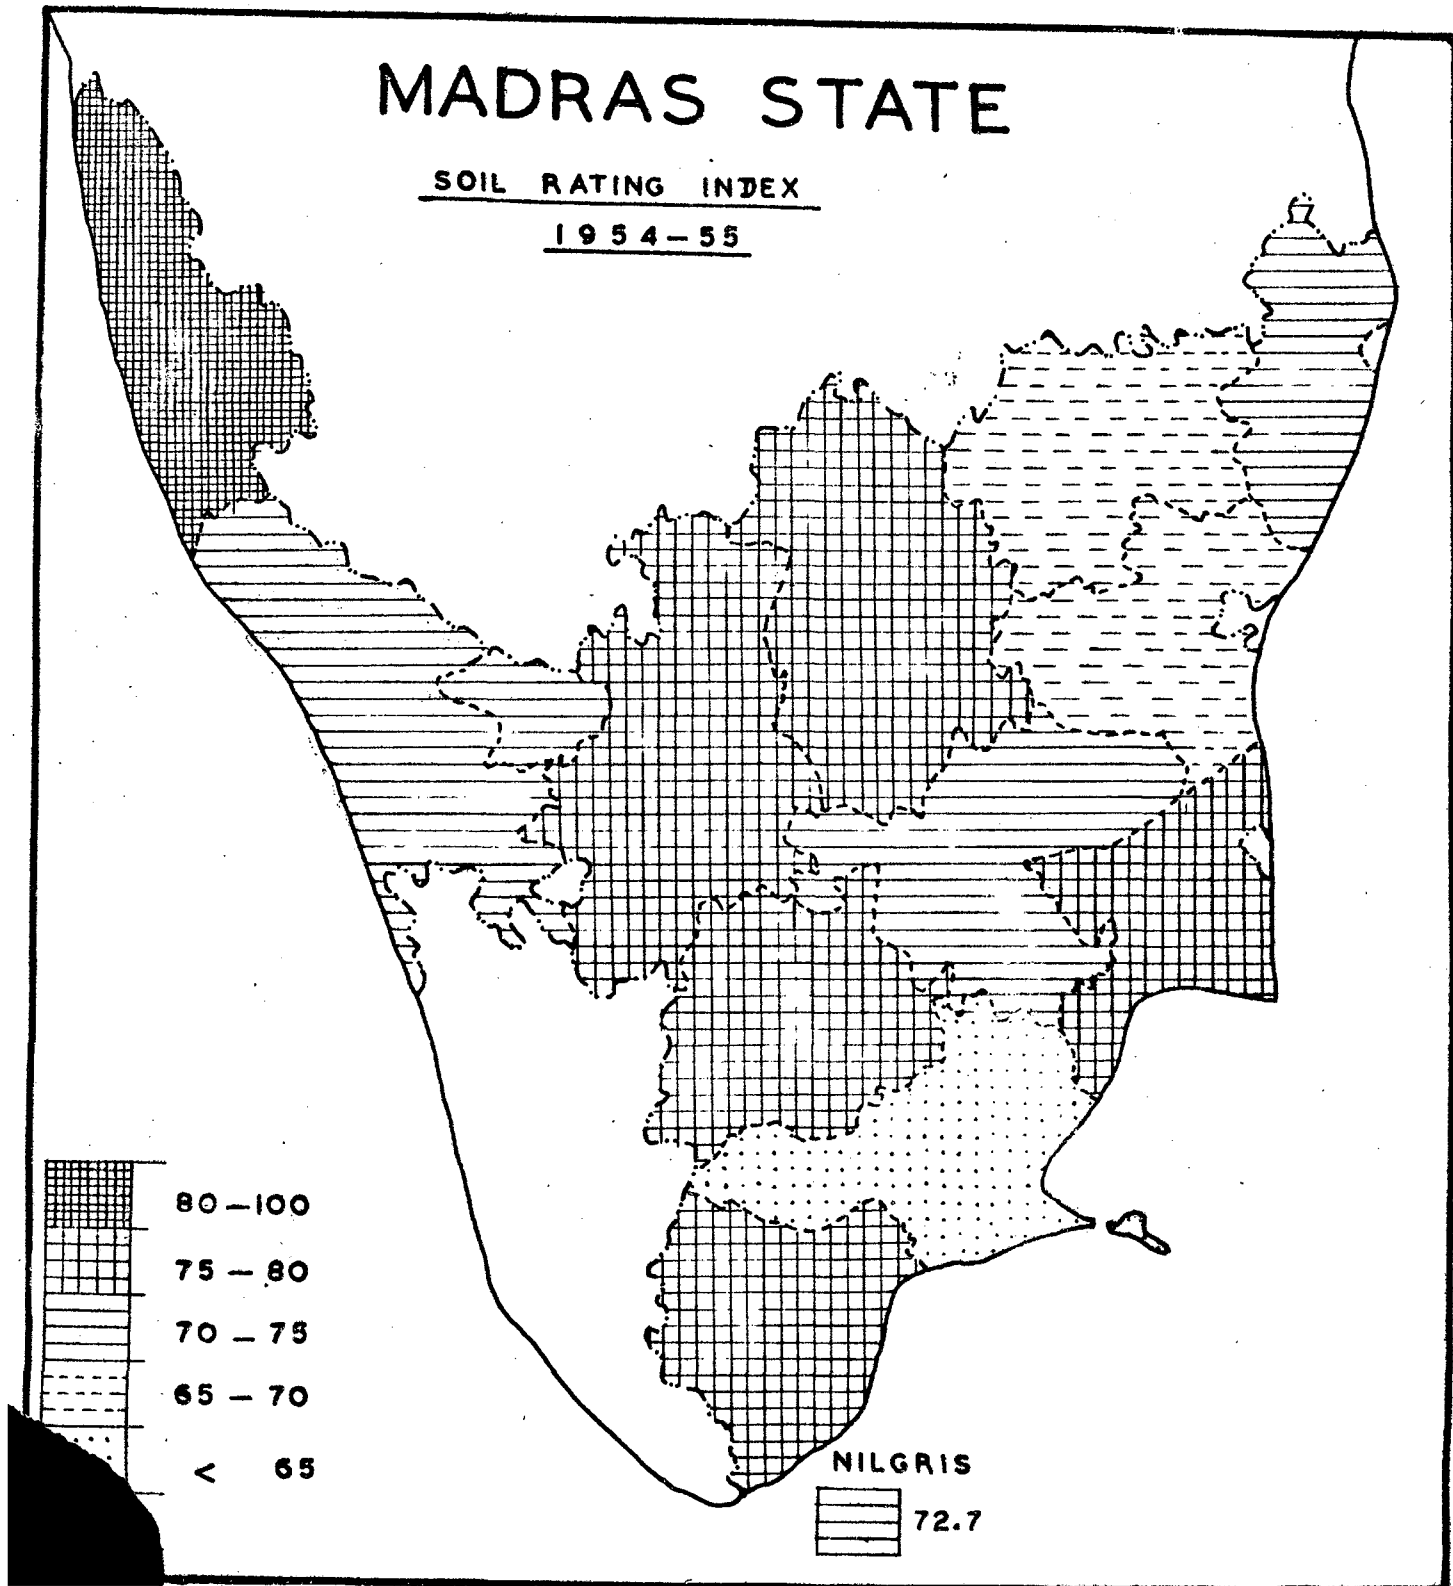 MADRAS STATE
SOIL RATING INDEX
1954-55
80-100
75-80
70-75
65-70
< 65
NILGRIS
72.7